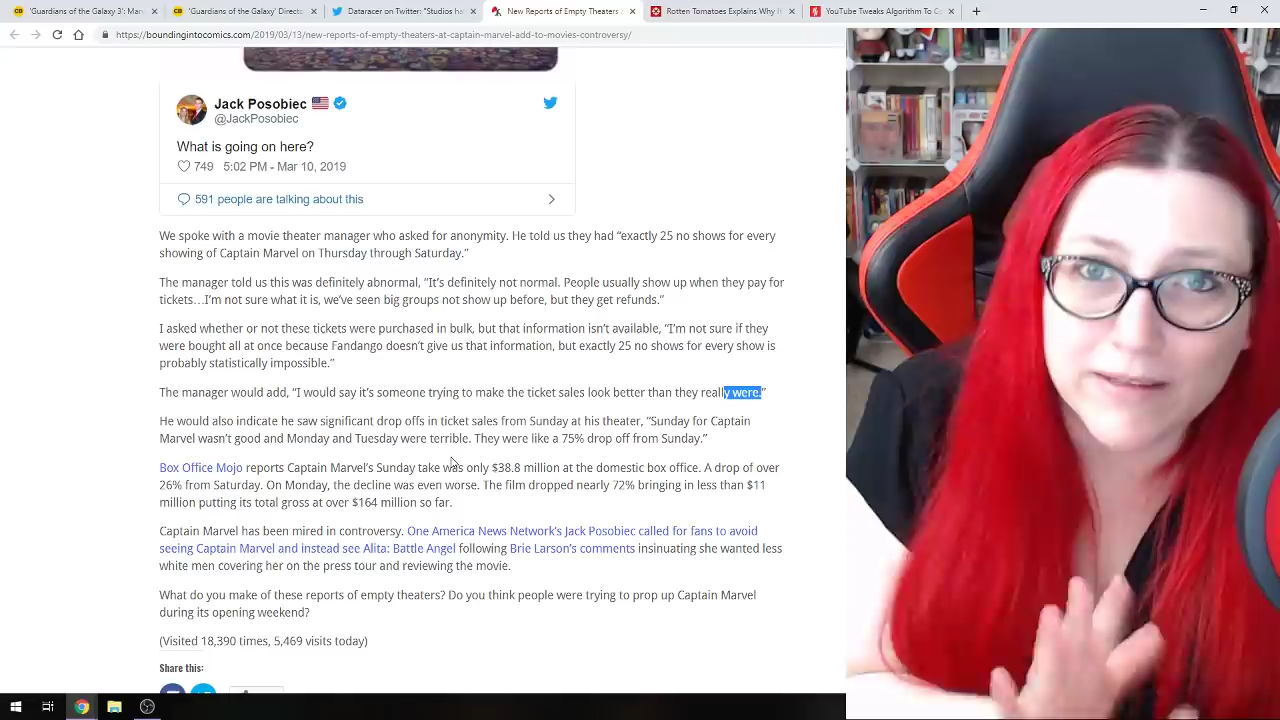 'Guardians of the Galaxy 3': Marv
'Guardians of the Galaxy' Directo
Dataracer on Twitter: "Studios hat
New Reports of Empty Theaters a
Rotten Tomatoes Explains Why It
YouTube Tweaks Algorithm To Co
https://boundingintocomics.com/2019/03/13/new-reports-of-empty-theaters-at-captain-marvel-add-to-movies-controversy/
Jack Posobiec
@JackPosobiec
What is going on here?
749 5:02 PM - Mar 10, 2019
591 people are talking about this
We spoke with a movie theater manager who asked for anonymity. He told us they had “exactly 25 no shows for every
showing of Captain Marvel on Thursday through Saturday.”
The manager told us this was definitely abnormal, “It’s definitely not normal. People usually show up when they pay for
tickets…I’m not sure what it is, we’ve seen big groups not show up before, but they get refunds.”
I asked whether or not these tickets were purchased in bulk, but that information isn’t available, “I’m not sure if they
were bought all at once because Fandango doesn’t give us that information, but exactly 25 no shows for every show is
probably statistically impossible.”
The manager would add, “I would say it’s someone trying to make the ticket sales look better than they really were.”
He would also indicate he saw significant drop offs in ticket sales from Sunday at his theater, “Sunday for Captain
Marvel wasn’t good and Monday and Tuesday were terrible. They were like a 75% drop off from Sunday.”
Box Office Mojo reports Captain Marvel’s Sunday take was only $38.8 million at the domestic box office. A drop of over
26% from Saturday. On Monday, the decline was even worse. The film dropped nearly 72% bringing in less than $11
million putting its total gross at over $164 million so far.
Captain Marvel has been mired in controversy. One America News Network’s Jack Posobiec called for fans to avoid
seeing Captain Marvel and instead see Alita: Battle Angel following Brie Larson’s comments insinuating she wanted less
white men covering her on the press tour and reviewing the movie.
What do you make of these reports of empty theaters? Do you think people were trying to prop up Captain Marvel
during its opening weekend?
(Visited 18,390 times, 5,469 visits today)
Share this: